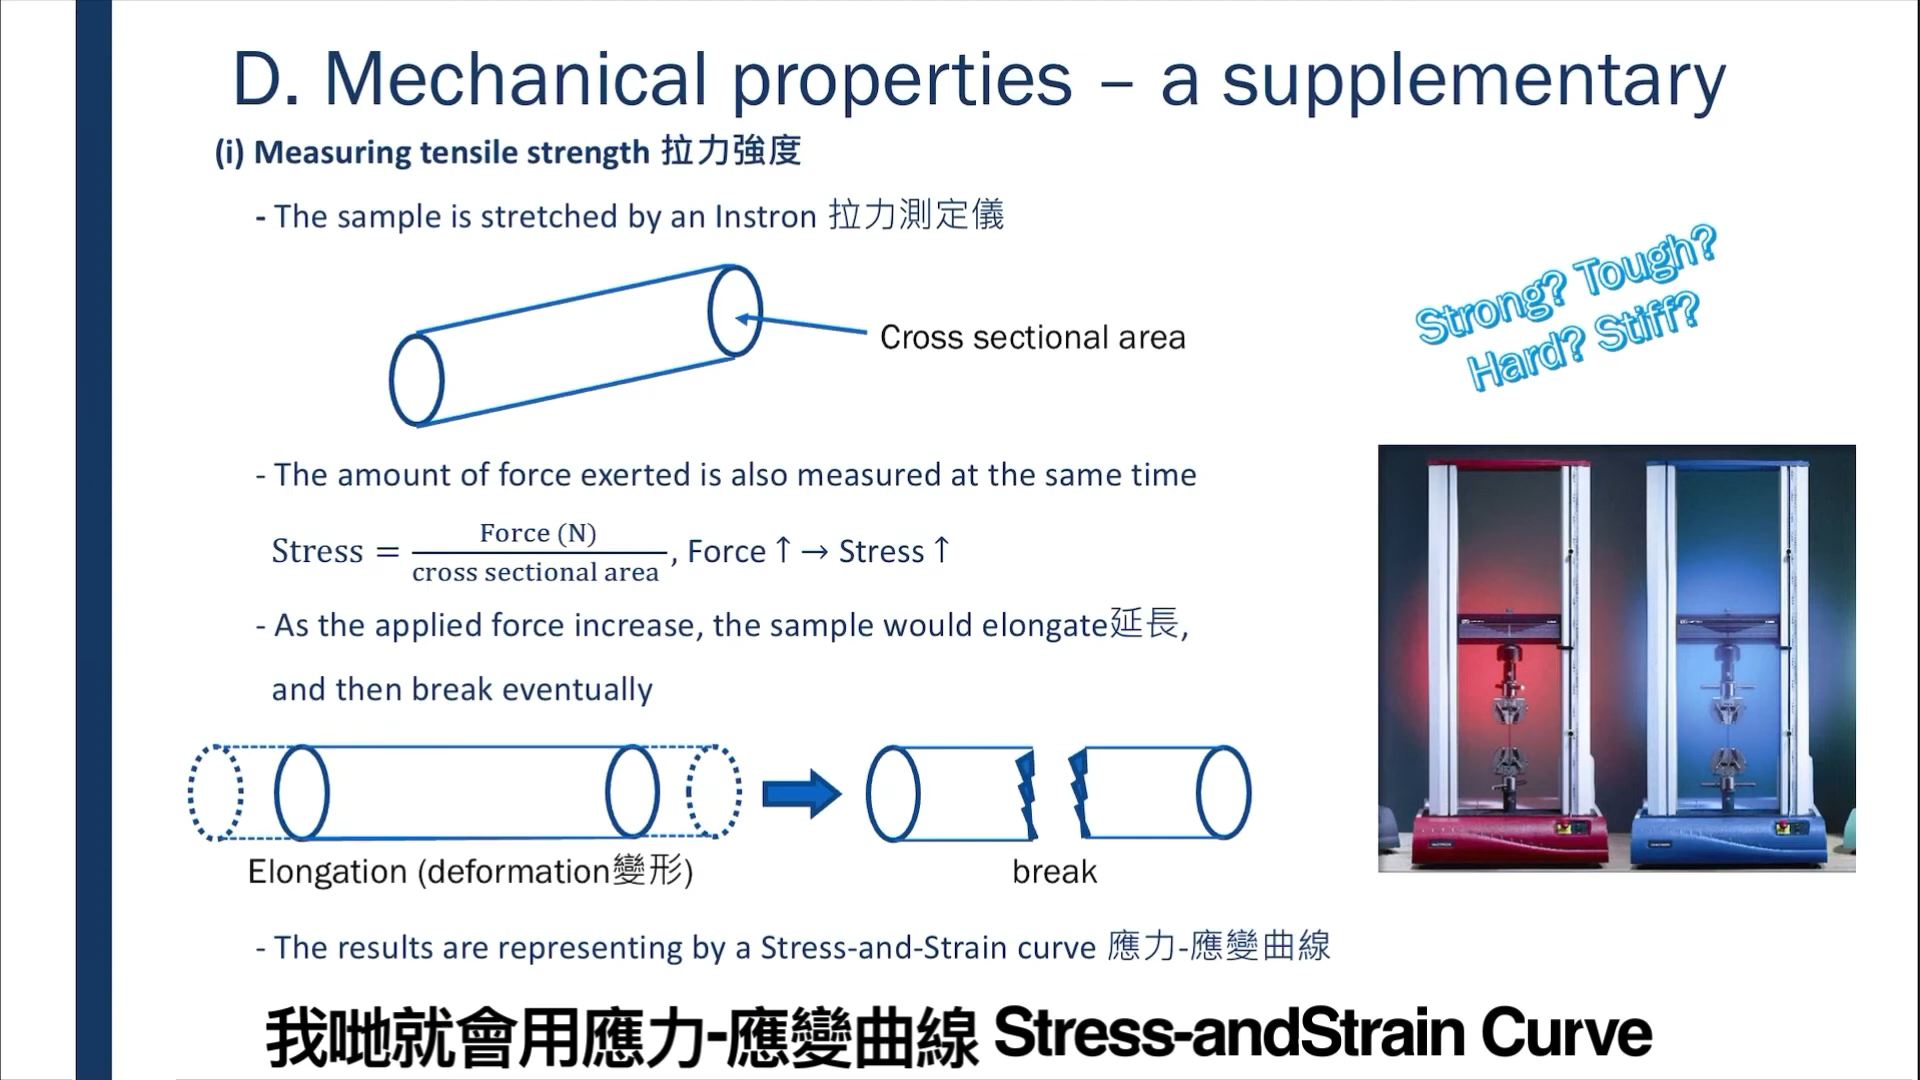 D. Mechanical properties – a supplementary
(i) Measuring tensile strength 拉力強度
- The sample is stretched by an Instron 拉力測定儀
Strong? Tough?
Hard? Stiff?
Cross sectional area
- The amount of force exerted is also measured at the same time
Stress = Force (N) / cross sectional area , Force ↑ → Stress ↑
- As the applied force increase, the sample would elongate延長,
and then break eventually
Elongation (deformation變形)
break
- The results are representing by a Stress-and-Strain curve 應力-應變曲線
我哋就會用應力-應變曲線 Stress-andStrain Curve